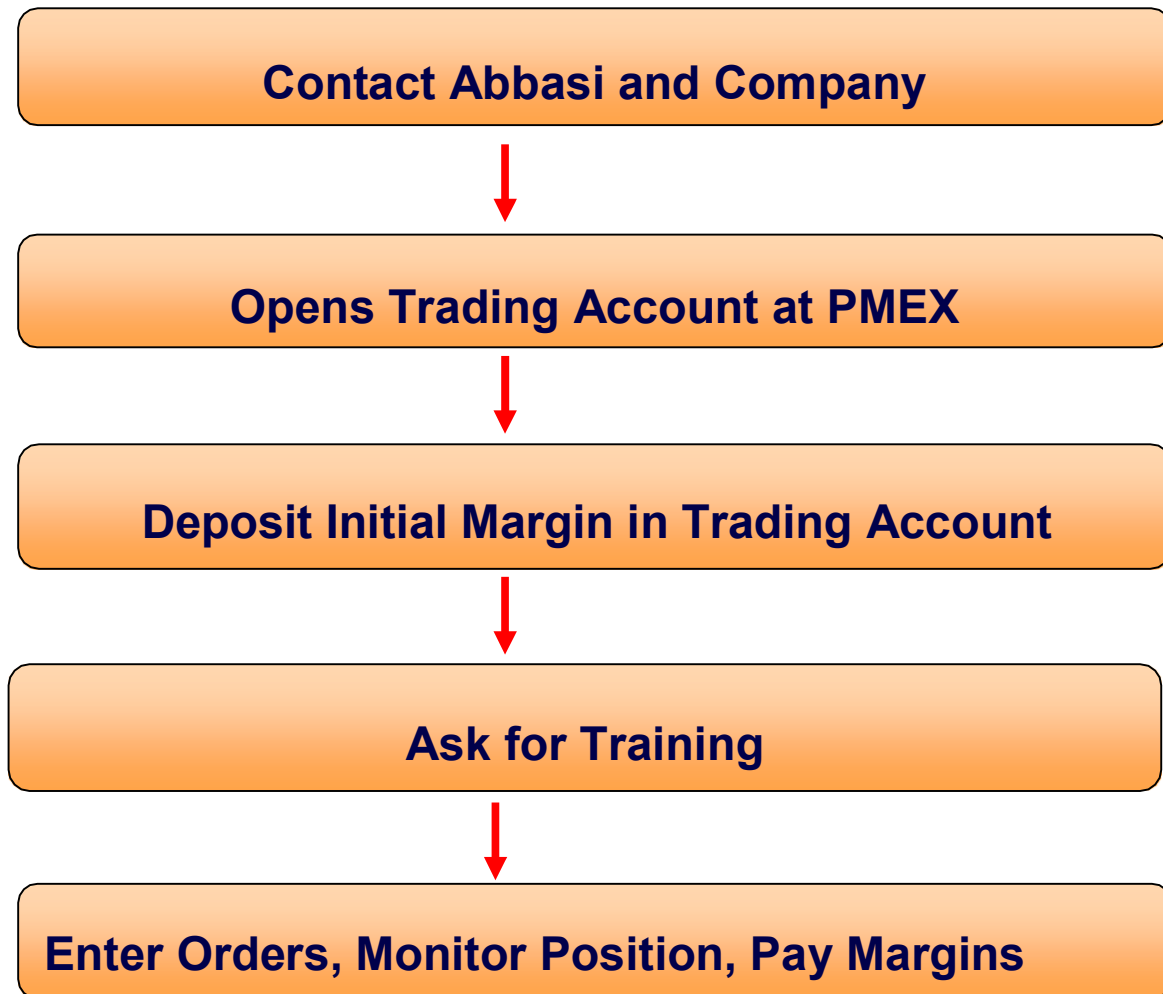 Contact Abbasi and Company
Opens Trading Account at PMEX
Deposit Initial Margin in Trading Account
Ask for Training
Enter Orders, Monitor Position, Pay Margins